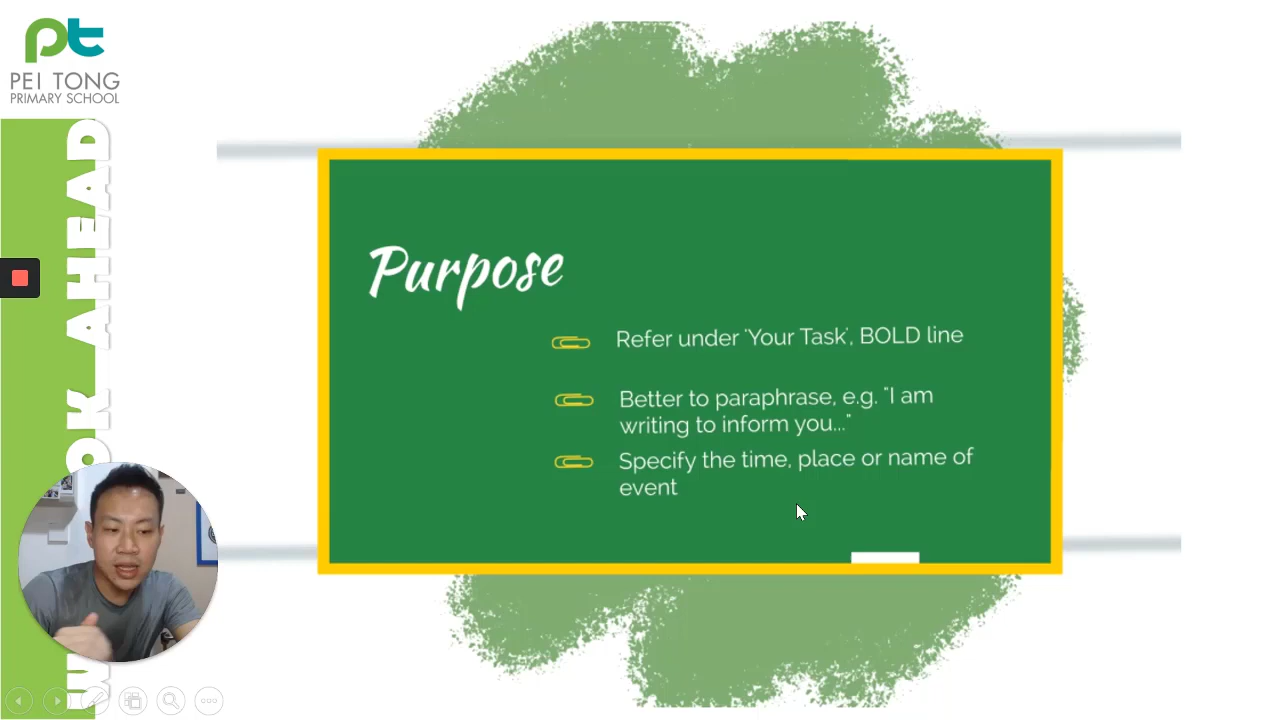 pt
PEI TONG
PRIMARY SCHOOL
AHEAD
Purpose
Refer under 'Your Task', BOLD line
Better to paraphrase, e.g. "I am
writing to inform you..."
Specify the time, place or name of
event